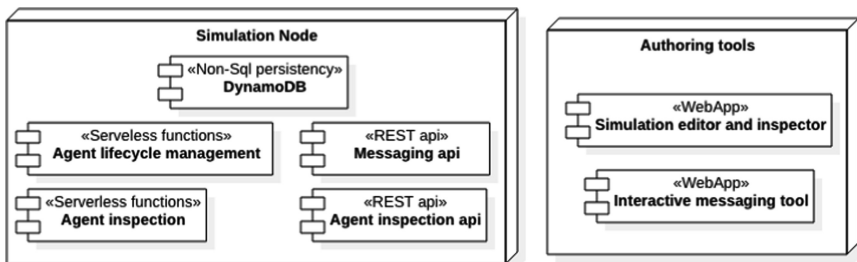 Simulation Node
«Non-Sql persistency»
DynamoDB
«Serveless functions»
Agent lifecycle management
«REST api»
Messaging api
«Serverless functions»
Agent inspection
«REST api»
Agent inspection api
Authoring tools
«WebApp»
Simulation editor and inspector
«WebApp»
Interactive messaging tool